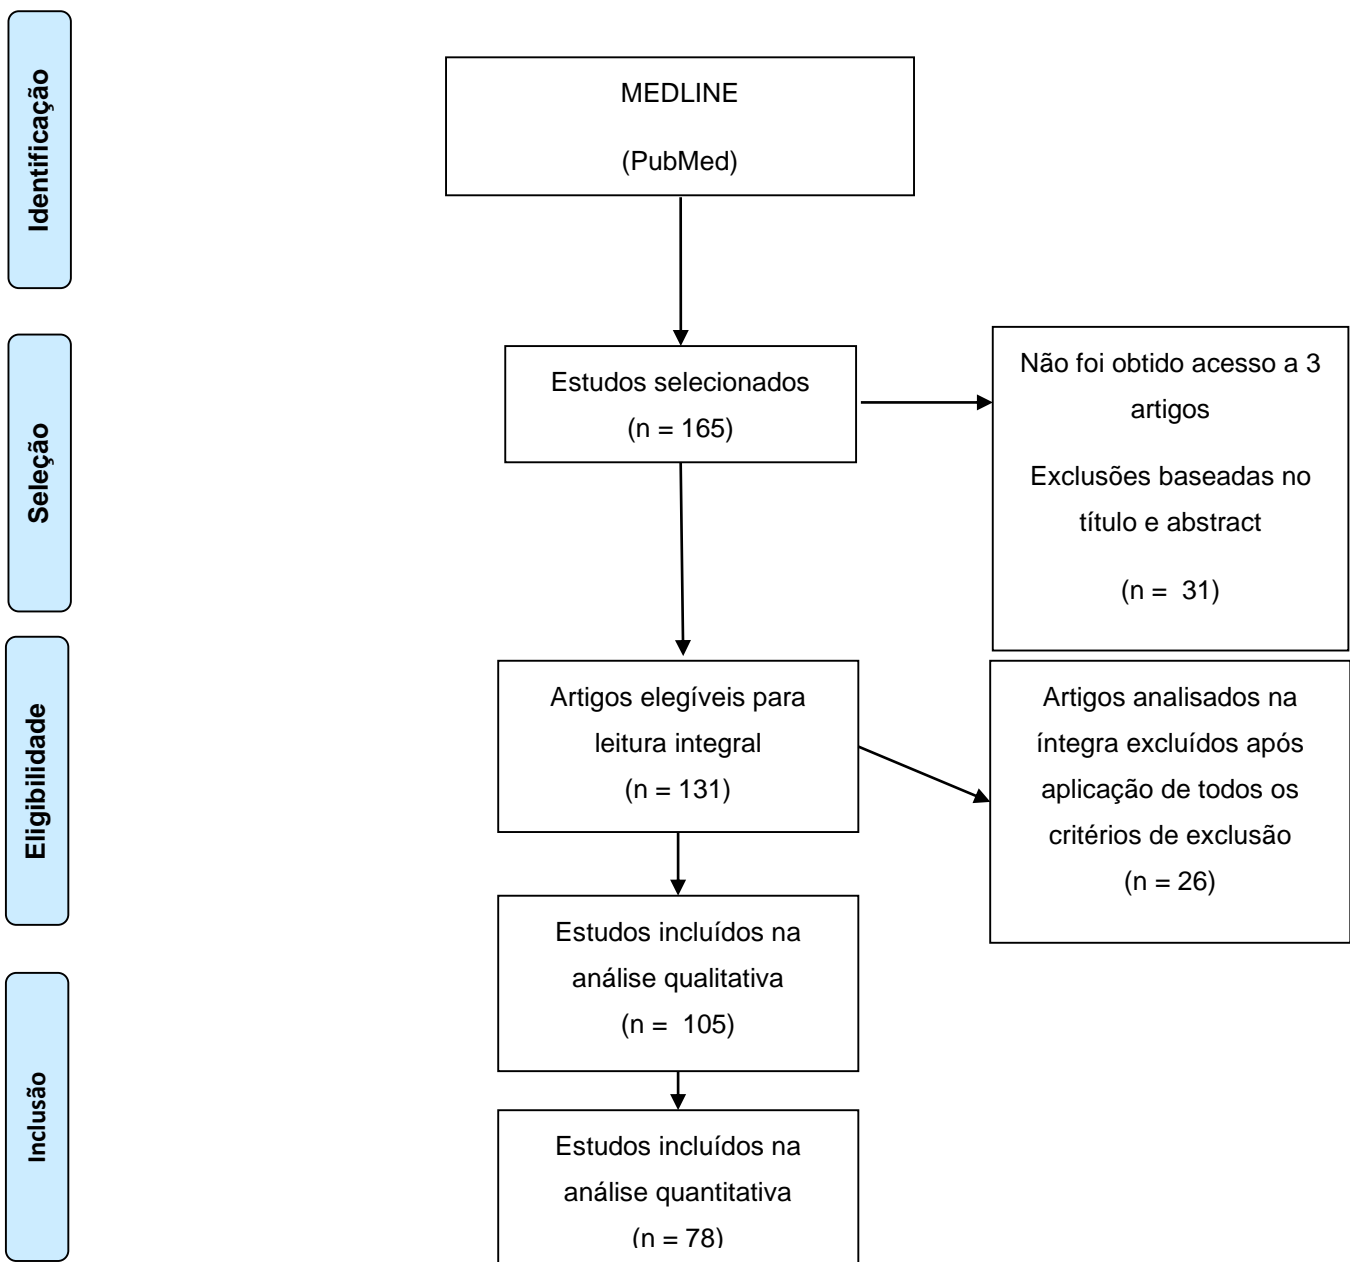 Identificação
MEDLINE
(PubMed)
Seleção
Estudos selecionados
(n = 165)
Não foi obtido acesso a 3
artigos
Exclusões baseadas no
título e abstract
(n = 31)
Eligibilidade
Artigos elegíveis para
leitura integral
(n = 131)
Artigos analisados na
íntegra excluídos após
aplicação de todos os
critérios de exclusão
(n = 26)
Estudos incluídos na
análise qualitativa
(n = 105)
Inclusão
Estudos incluídos na
análise quantitativa
(n = 78)